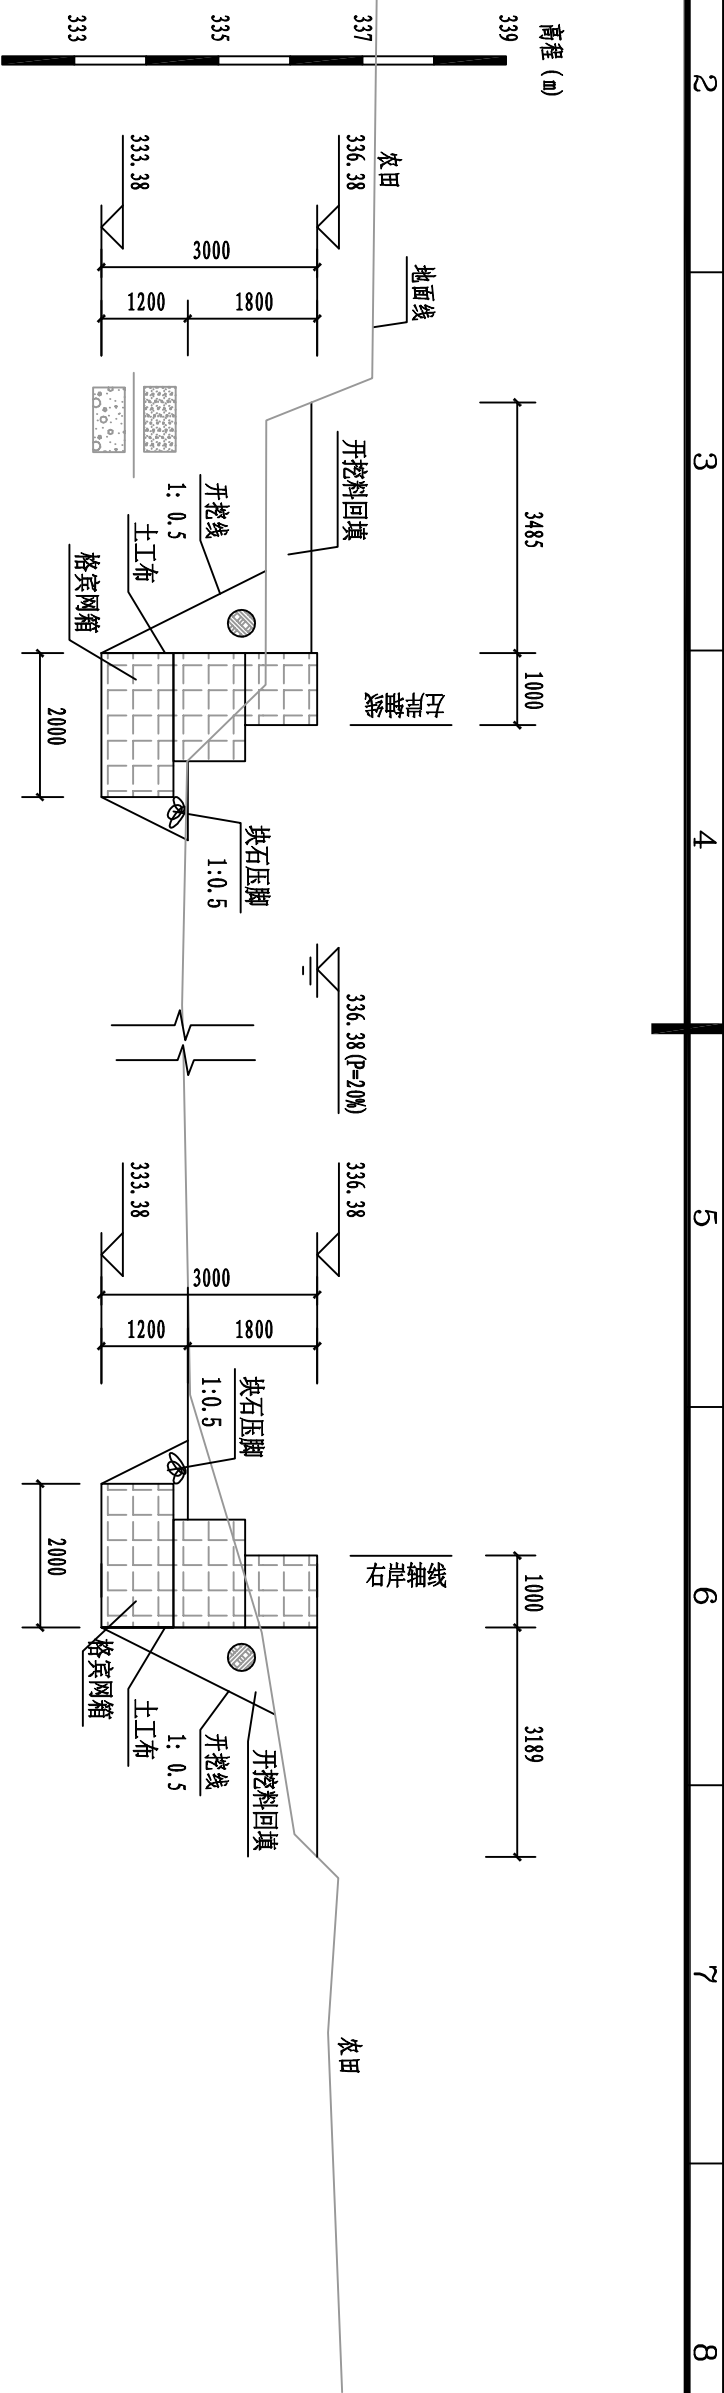 2
3
4
5
6
7
8
高程 (m)
339
337
335
333
农田
336.38
333.38
3000
1200
1800
地面线
3485
1000
开挖料回填
开挖线
1: 0.5
土工布
格宾网箱
2000
左岸轴线
块石压脚
1:0.5
336.38(P=20%)
336.38
333.38
3000
1200
1800
块石压脚
1:0.5
2000
右岸轴线
1000
3189
格宾网箱
土工布
1: 0.5
开挖线
开挖料回填
农田